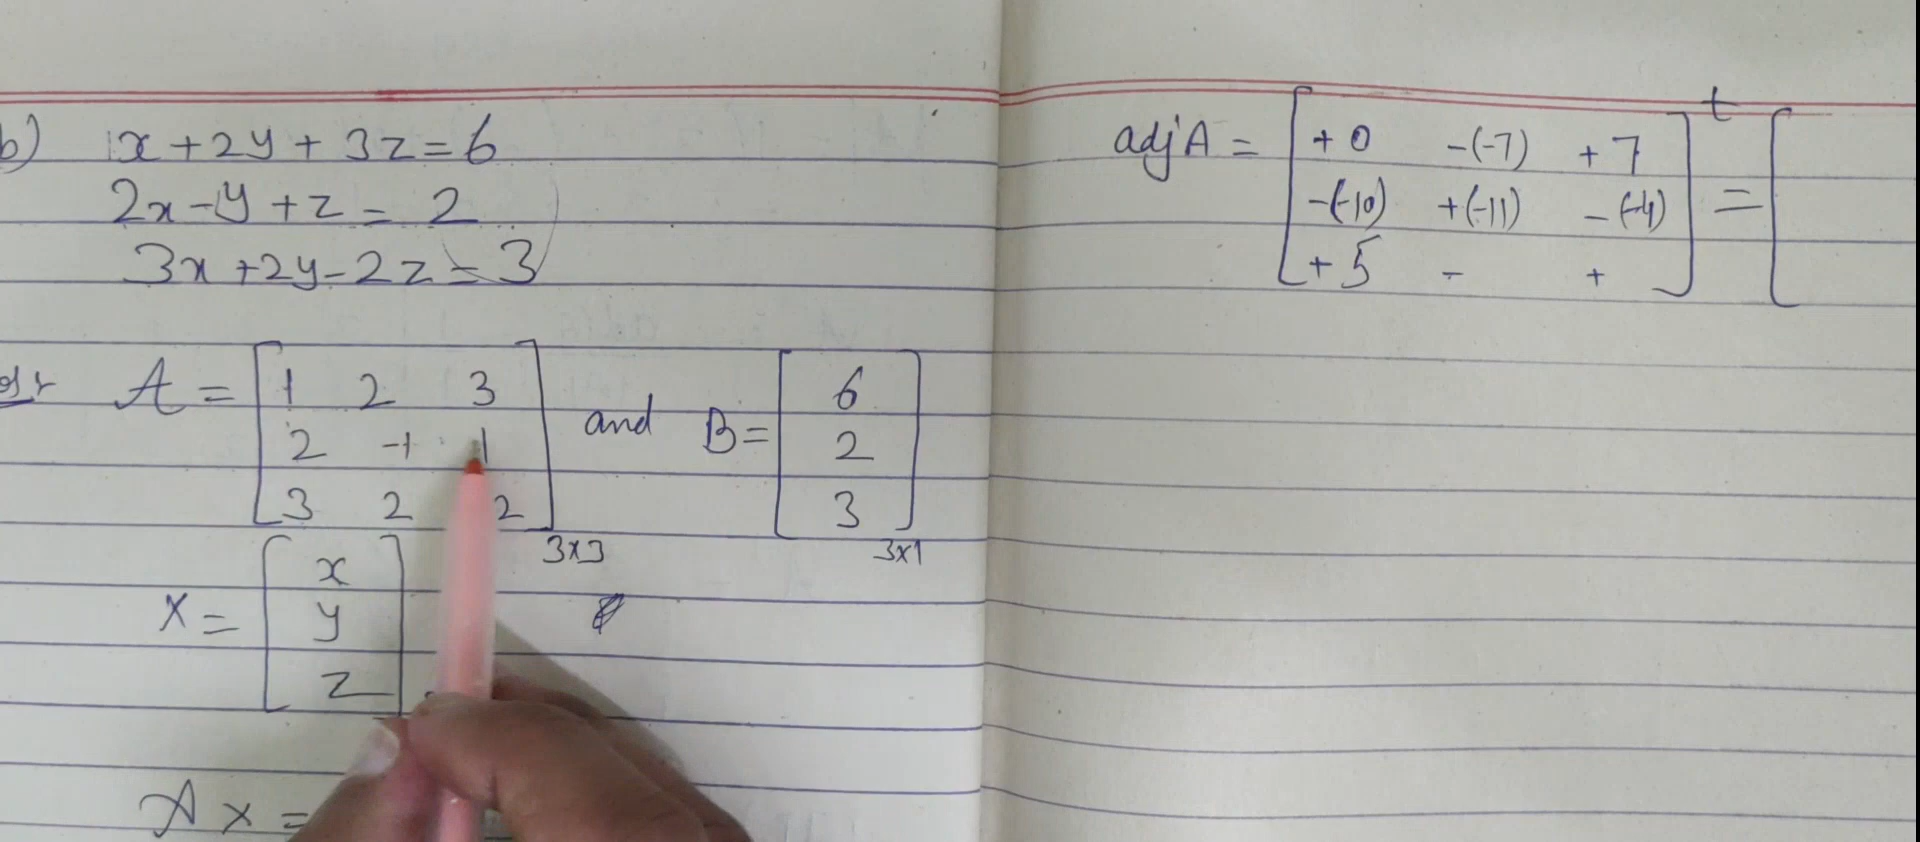 b) x+2y+3z=6
2x-y+z=2
3x+2y-2z=3
A = [1 2 3
2 -1 1
3 2 2] 3x3 and B= [6
2
3] 3x1
X = [x
y
z]
A x =
adj A = [+0 -(-7) +7
-(-10) +(-11) -(-4)
+5 - +] t = [